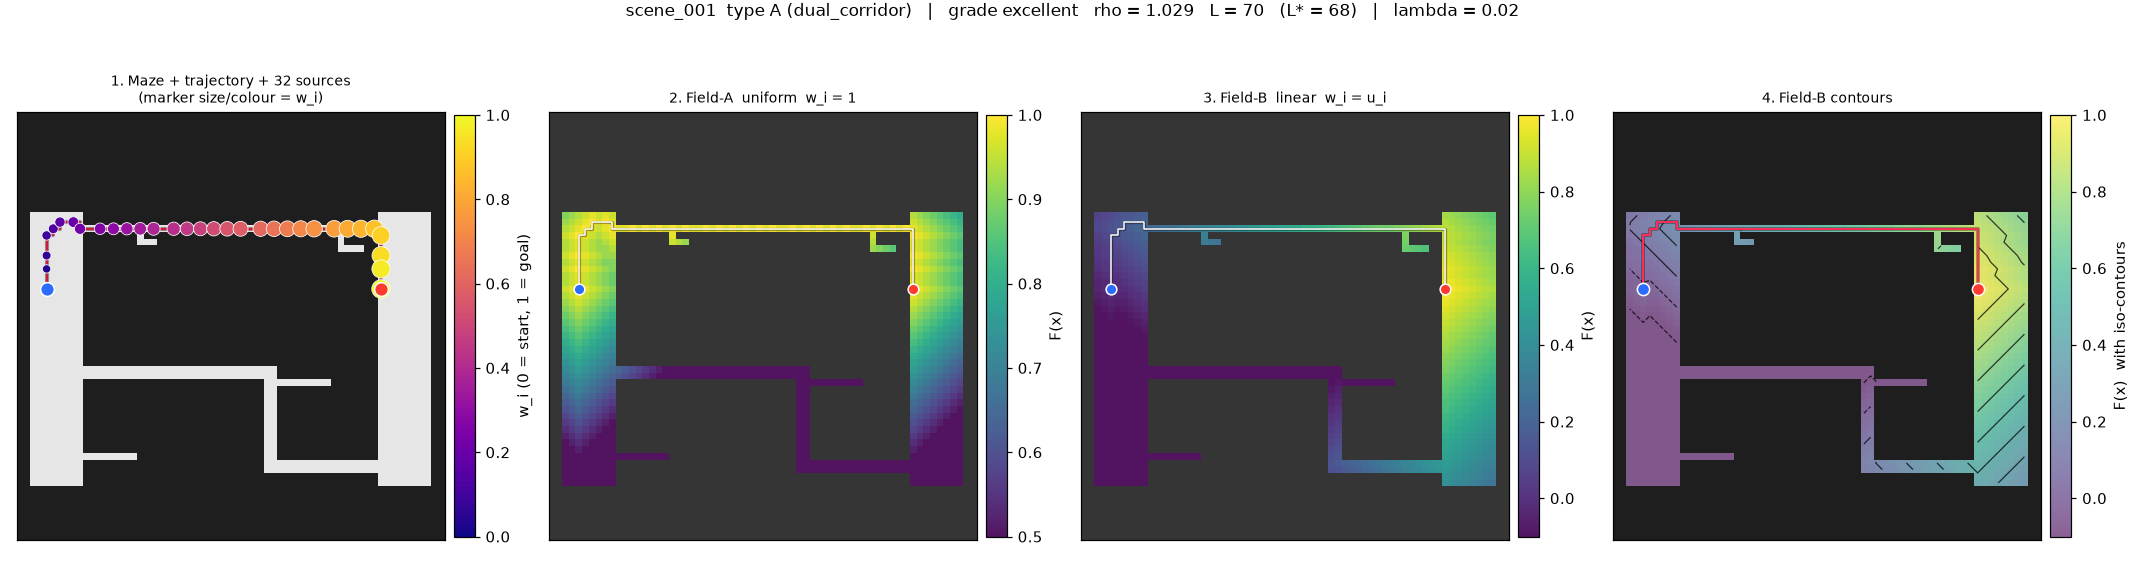 scene_001  type A (dual_corridor)   |   grade excellent   rho = 1.029   L = 70   (L* = 68)   |   lambda = 0.02
1. Maze + trajectory + 32 sources
(marker size/colour = w_i)
1.0
0.8
0.6
0.4
0.2
0.0
w_i (0 = start, 1 = goal)
2. Field-A  uniform  w_i = 1
1.0
0.9
0.8
0.7
0.6
0.5
F(x)
3. Field-B  linear  w_i = u_i
1.0
0.8
0.6
0.4
0.2
0.0
F(x)
4. Field-B contours
1.0
0.8
0.6
0.4
0.2
0.0
F(x)  with iso-contours